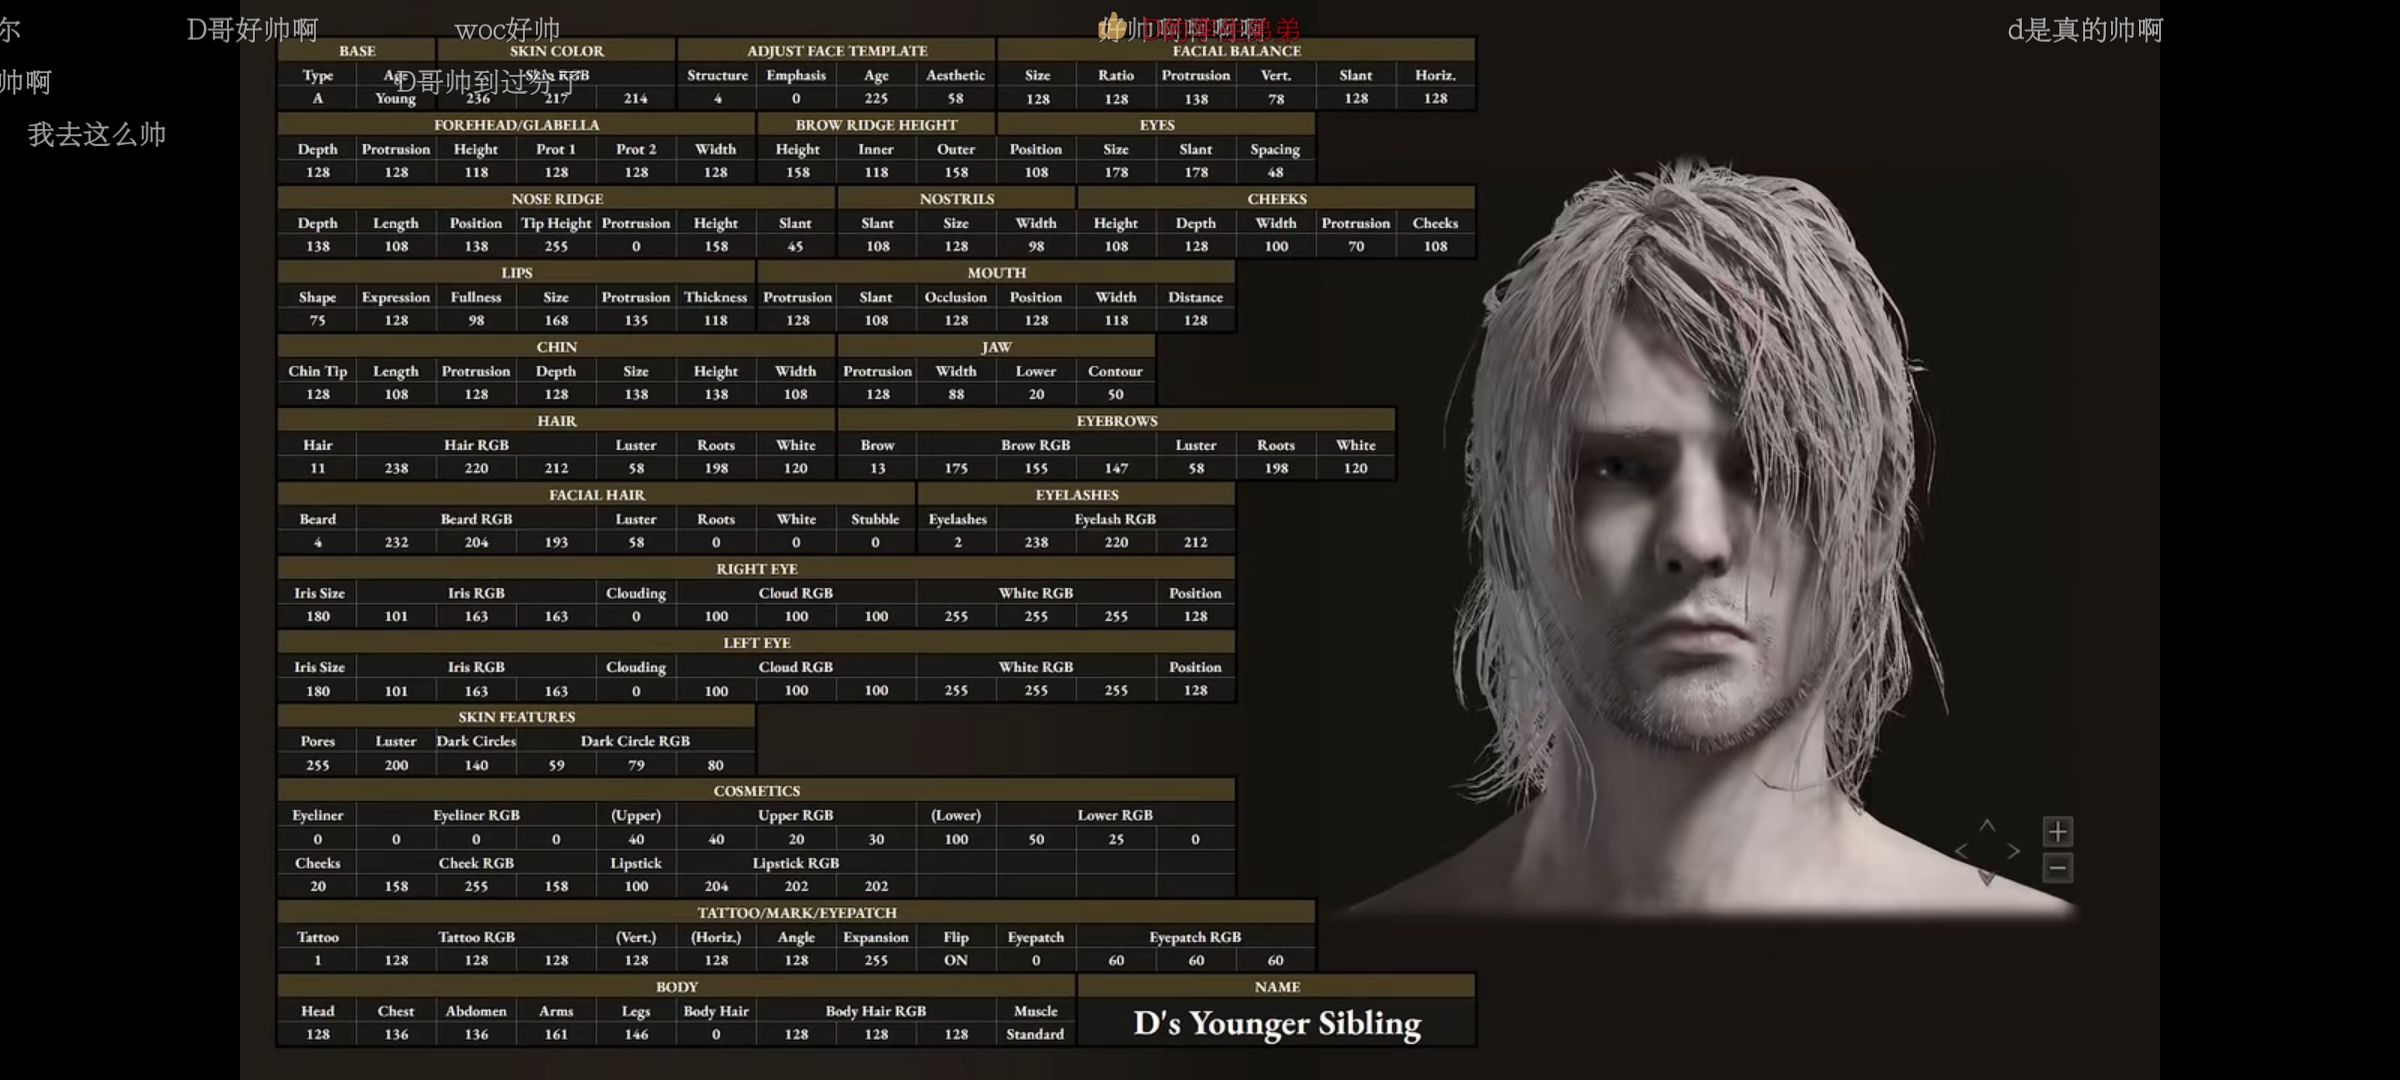 尔
D哥好帅啊
woc好帅
d是真的帅啊
帅啊
D哥帅到过分了
我去这么帅
BASE SKIN COLOR ADJUST FACE TEMPLATE FACIAL BALANCE
Type Age Skin RGB Structure Emphasis Age Aesthetic Size Ratio Protrusion Vert. Slant Horiz.
A Young 236 217 214 4 0 225 58 128 128 138 78 128 128
FOREHEAD/GLABELLA BROW RIDGE HEIGHT EYES
Depth Protrusion Height Prot 1 Prot 2 Width Height Inner Outer Position Size Slant Spacing
128 128 118 128 128 128 158 118 158 108 178 178 48
NOSE RIDGE NOSTRILS CHEEKS
Depth Length Position Tip Height Protrusion Height Slant Slant Size Width Height Depth Width Protrusion Cheeks
138 108 138 255 0 158 45 108 128 98 108 128 100 70 108
LIPS MOUTH
Shape Expression Fullness Size Protrusion Thickness Protrusion Slant Occlusion Position Width Distance
75 128 98 168 135 118 128 108 128 128 118 128
CHIN JAW
Chin Tip Length Protrusion Depth Size Height Width Protrusion Width Lower Contour
128 108 128 128 138 138 108 128 88 20 50
HAIR EYEBROWS
Hair Hair RGB Luster Roots White Brow Brow RGB Luster Roots White
11 238 220 212 58 198 120 13 175 155 147 58 198 120
FACIAL HAIR EYELASHES
Beard Beard RGB Luster Roots White Stubble Eyelashes Eyelash RGB
4 232 204 193 58 0 0 0 2 238 220 212
RIGHT EYE
Iris Size Iris RGB Clouding Cloud RGB White RGB Position
180 101 163 163 0 100 100 100 255 255 255 128
LEFT EYE
Iris Size Iris RGB Clouding Cloud RGB White RGB Position
180 101 163 163 0 100 100 100 255 255 255 128
SKIN FEATURES
Pores Luster Dark Circles Dark Circle RGB
255 200 140 59 79 80
COSMETICS
Eyeliner Eyeliner RGB (Upper) Upper RGB (Lower) Lower RGB
0 0 0 0 40 40 20 30 100 50 25 0
Cheeks Cheek RGB Lipstick Lipstick RGB
20 158 255 158 100 204 202 202
TATTOO/MARK/EYEPATCH
Tattoo Tattoo RGB (Vert.) (Horiz.) Angle Expansion Flip Eyepatch Eyepatch RGB
1 128 128 128 128 128 128 255 ON 0 60 60 60
BODY NAME
Head Chest Abdomen Arms Legs Body Hair Body Hair RGB Muscle
128 136 136 161 146 0 128 128 128 Standard
D's Younger Sibling